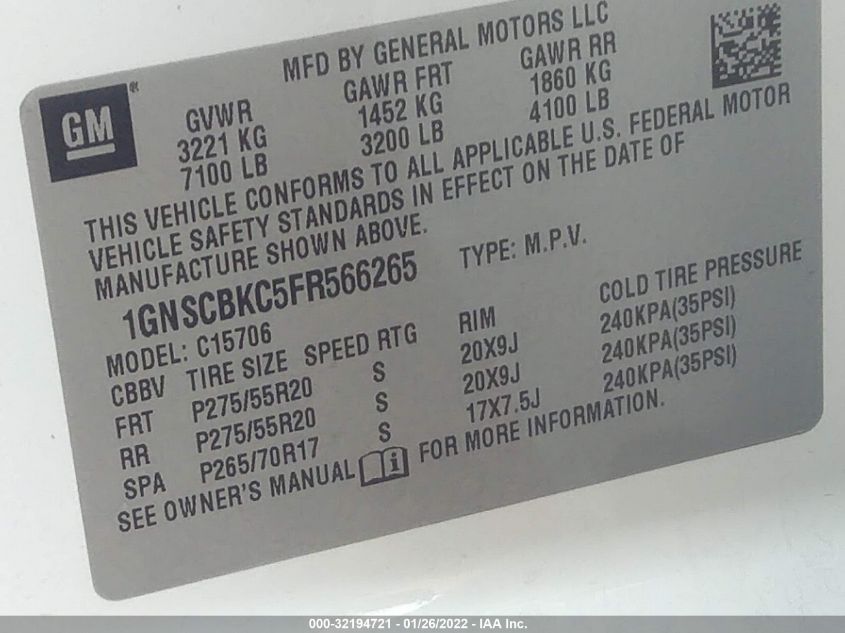 MFD BY GENERAL MOTORS LLC
GM®
GVWR GAWR FRT GAWR RR
3221 KG 1452 KG 1860 KG
7100 LB 3200 LB 4100 LB
THIS VEHICLE CONFORMS TO ALL APPLICABLE U.S. FEDERAL MOTOR
VEHICLE SAFETY STANDARDS IN EFFECT ON THE DATE OF
MANUFACTURE SHOWN ABOVE.
1GNSCBKC5FR566265 TYPE: M.P.V.
MODEL: C15706
CBBV TIRE SIZE SPEED RTG RIM COLD TIRE PRESSURE
FRT P275/55R20 S 20X9J 240KPA(35PSI)
RR P275/55R20 S 20X9J 240KPA(35PSI)
SPA P265/70R17 S 17X7.5J 240KPA(35PSI)
SEE OWNER'S MANUAL i FOR MORE INFORMATION.
000-32194721 - 01/26/2022 - IAA Inc.